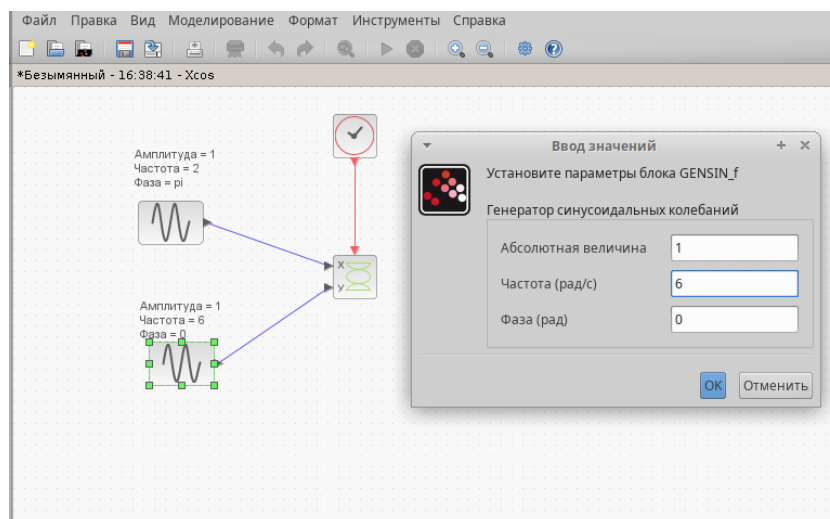 Файл Правка Вид Моделирование Формат Инструменты Справка
*Безымянный - 16:38:41 - Xcos
Амплитуда = 1
Частота = 2
Фаза = pi
X
У
Амплитуда = 1
Частота = 6
Фаза = 0
Ввод значений
Установите параметры блока GENSIN_f
Генератор синусоидальных колебаний
Абсолютная величина 1
Частота (рад/с) 6
Фаза (рад) 0
OK Отменить